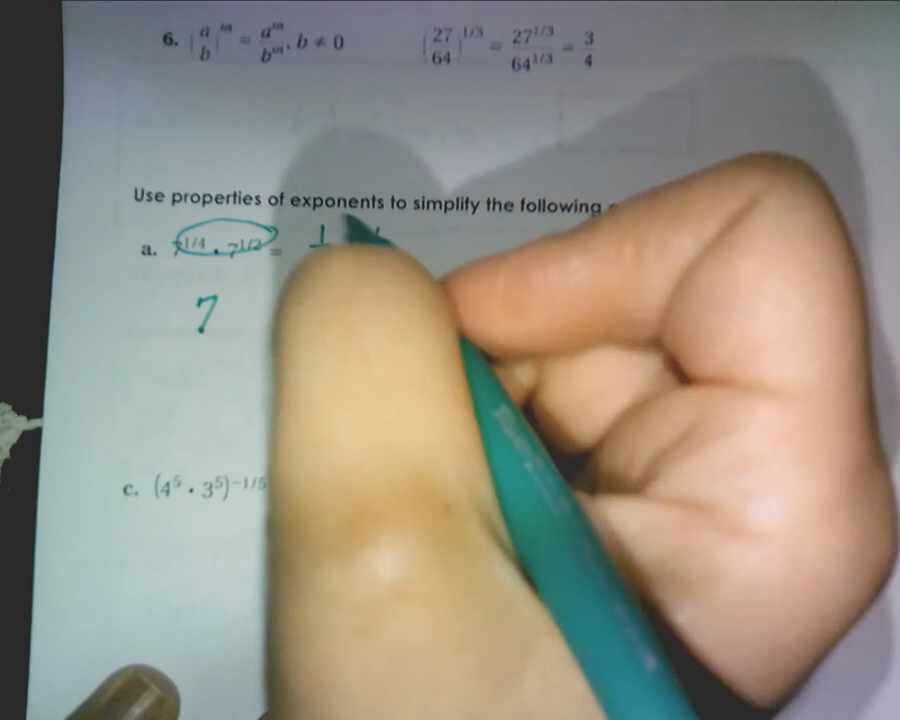 6. (a/b)^m = a^m/b^m, b ≠ 0 (27/64)^1/3 = 27^1/3/64^1/3 = 3/4
Use properties of exponents to simplify the following
a. 7^1/4 · 7^1/2 =
7
c. (4^5 · 3^5)^-1/5